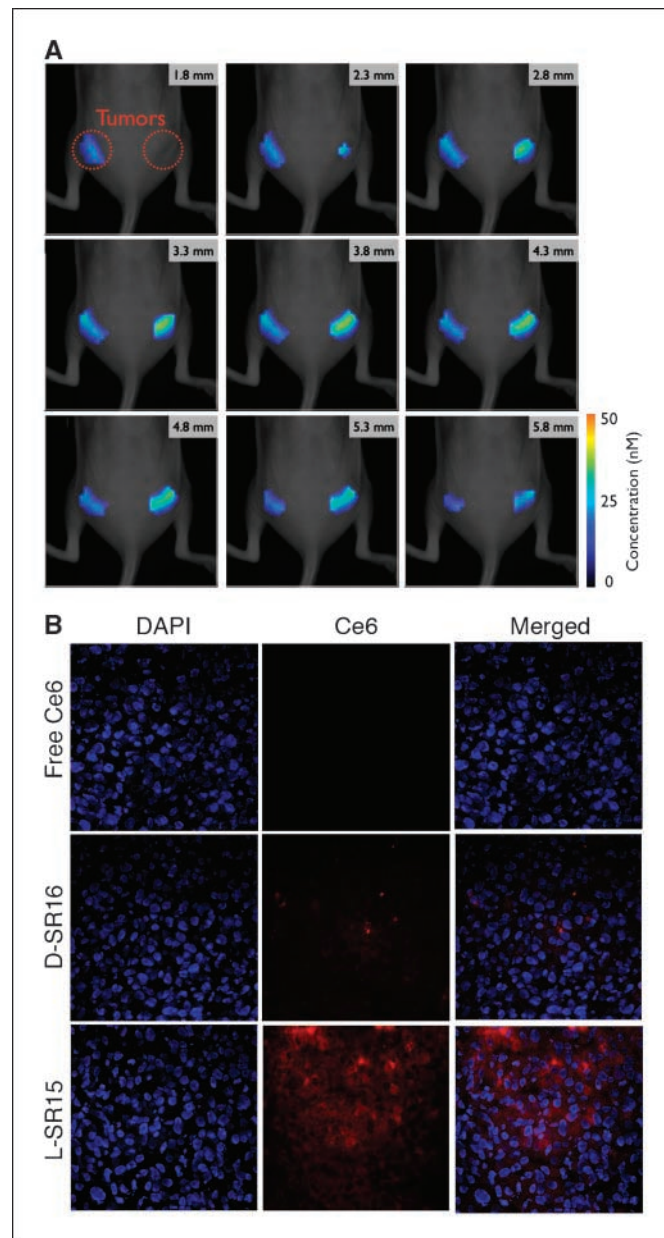 A
1.8 mm
2.3 mm
2.8 mm
Tumors
3.3 mm
3.8 mm
4.3 mm
4.8 mm
5.3 mm
5.8 mm
50
25
0
Concentration (nM)
B
DAPI
Ce6
Merged
Free Ce6
D-SR16
L-SR15